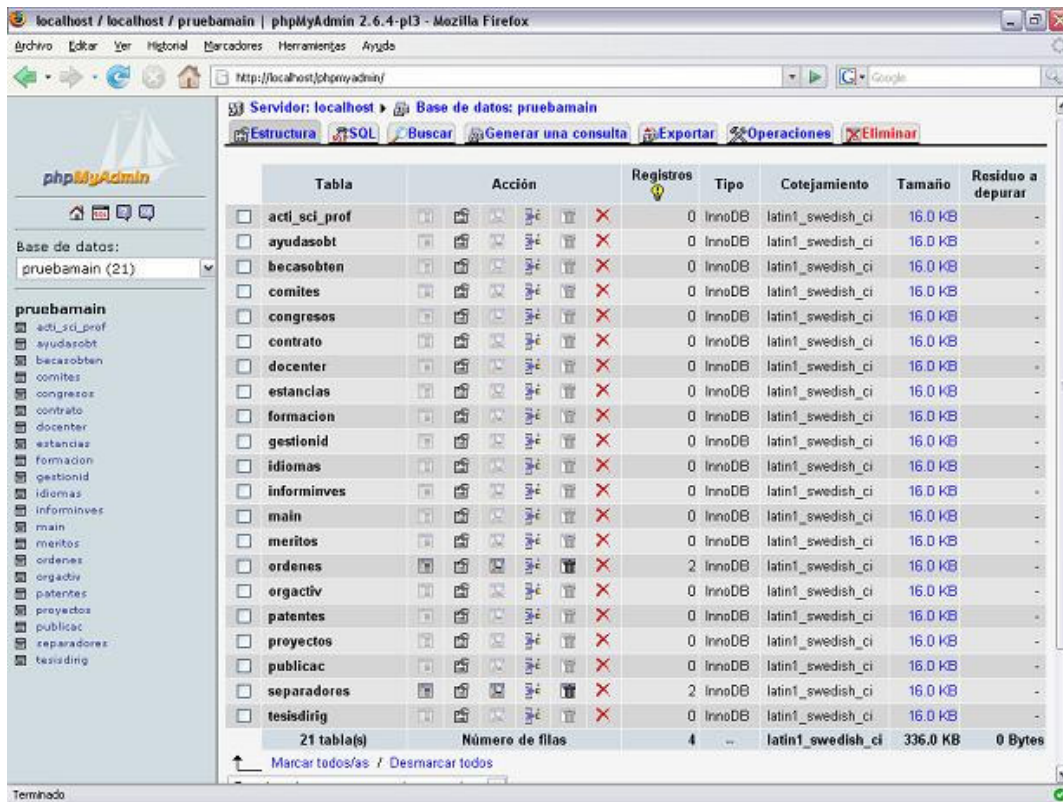 localhost / localhost / pruebamain | phpMyAdmin 2.6.4-pl3 - Mozilla Firefox
Archivo Editar Ver Historial Marcadores Herramientas Ayuda
http://localhost/phpmyadmin/
Google
phpMyAdmin
Base de datos:
pruebamain (21)
pruebamain
acti_sci_prof
ayudasobt
becasobten
comites
congresos
contrato
docenter
estancias
formacion
gestionid
idiomas
informinves
main
meritos
ordenes
orgactiv
patentes
proyectos
publicac
separadores
tesisdirig
Servidor: localhost Base de datos: pruebamain
Estructura SQL Buscar Generar una consulta Exportar Operaciones Eliminar
Tabla Acción Registros Tipo Cotejamiento Tamaño Residuo a depurar
acti_sci_prof 0 InnoDB latin1_swedish_ci 16.0 KB -
ayudasobt 0 InnoDB latin1_swedish_ci 16.0 KB -
becasobten 0 InnoDB latin1_swedish_ci 16.0 KB -
comites 0 InnoDB latin1_swedish_ci 16.0 KB -
congresos 0 InnoDB latin1_swedish_ci 16.0 KB -
contrato 0 InnoDB latin1_swedish_ci 16.0 KB -
docenter 0 InnoDB latin1_swedish_ci 16.0 KB -
estancias 0 InnoDB latin1_swedish_ci 16.0 KB -
formacion 0 InnoDB latin1_swedish_ci 16.0 KB -
gestionid 0 InnoDB latin1_swedish_ci 16.0 KB -
idiomas 0 InnoDB latin1_swedish_ci 16.0 KB -
informinves 0 InnoDB latin1_swedish_ci 16.0 KB -
main 0 InnoDB latin1_swedish_ci 16.0 KB -
meritos 0 InnoDB latin1_swedish_ci 16.0 KB -
ordenes 2 InnoDB latin1_swedish_ci 16.0 KB -
orgactiv 0 InnoDB latin1_swedish_ci 16.0 KB -
patentes 0 InnoDB latin1_swedish_ci 16.0 KB -
proyectos 0 InnoDB latin1_swedish_ci 16.0 KB -
publicac 0 InnoDB latin1_swedish_ci 16.0 KB -
separadores 2 InnoDB latin1_swedish_ci 16.0 KB -
tesisdirig 0 InnoDB latin1_swedish_ci 16.0 KB -
21 tabla(s) Número de filas 4 -- latin1_swedish_ci 336.0 KB 0 Bytes
Marcar todos/as / Desmarcar todos
Terminado